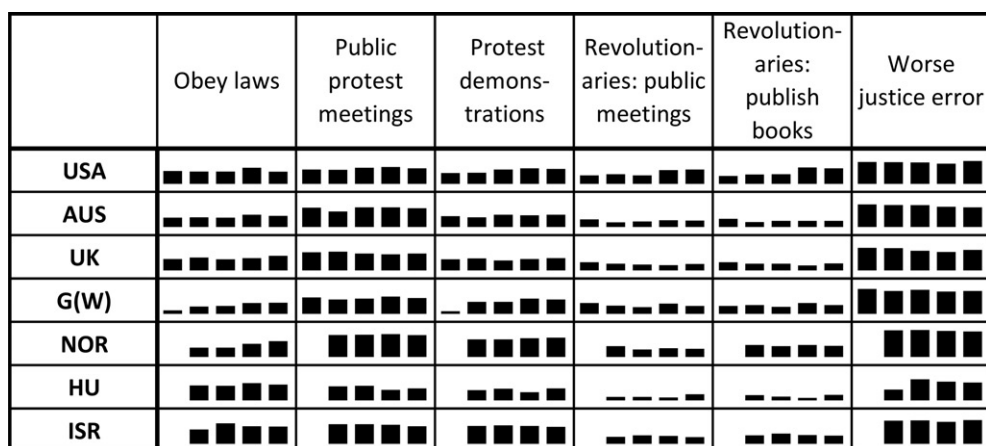 Obey laws
Public
protest
meetings
Protest
demons-
trations
Revolution-
aries: public
meetings
Revolution-
aries:
publish
books
Worse
justice error
USA
AUS
UK
G(W)
NOR
HU
ISR